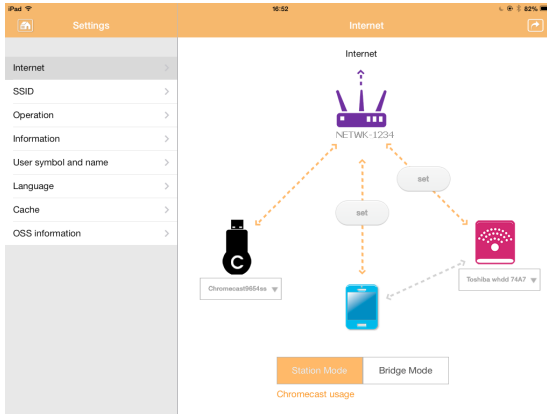 iPad 16:52 82%
Settings
Internet
Internet
SSID
Operation
Information
User symbol and name
Language
Cache
OSS information
Internet
NETWK-1234
set
set
C
Chromecast9654as
Toshiba whdd 74A7
Station Mode Bridge Mode
Chromecast usage